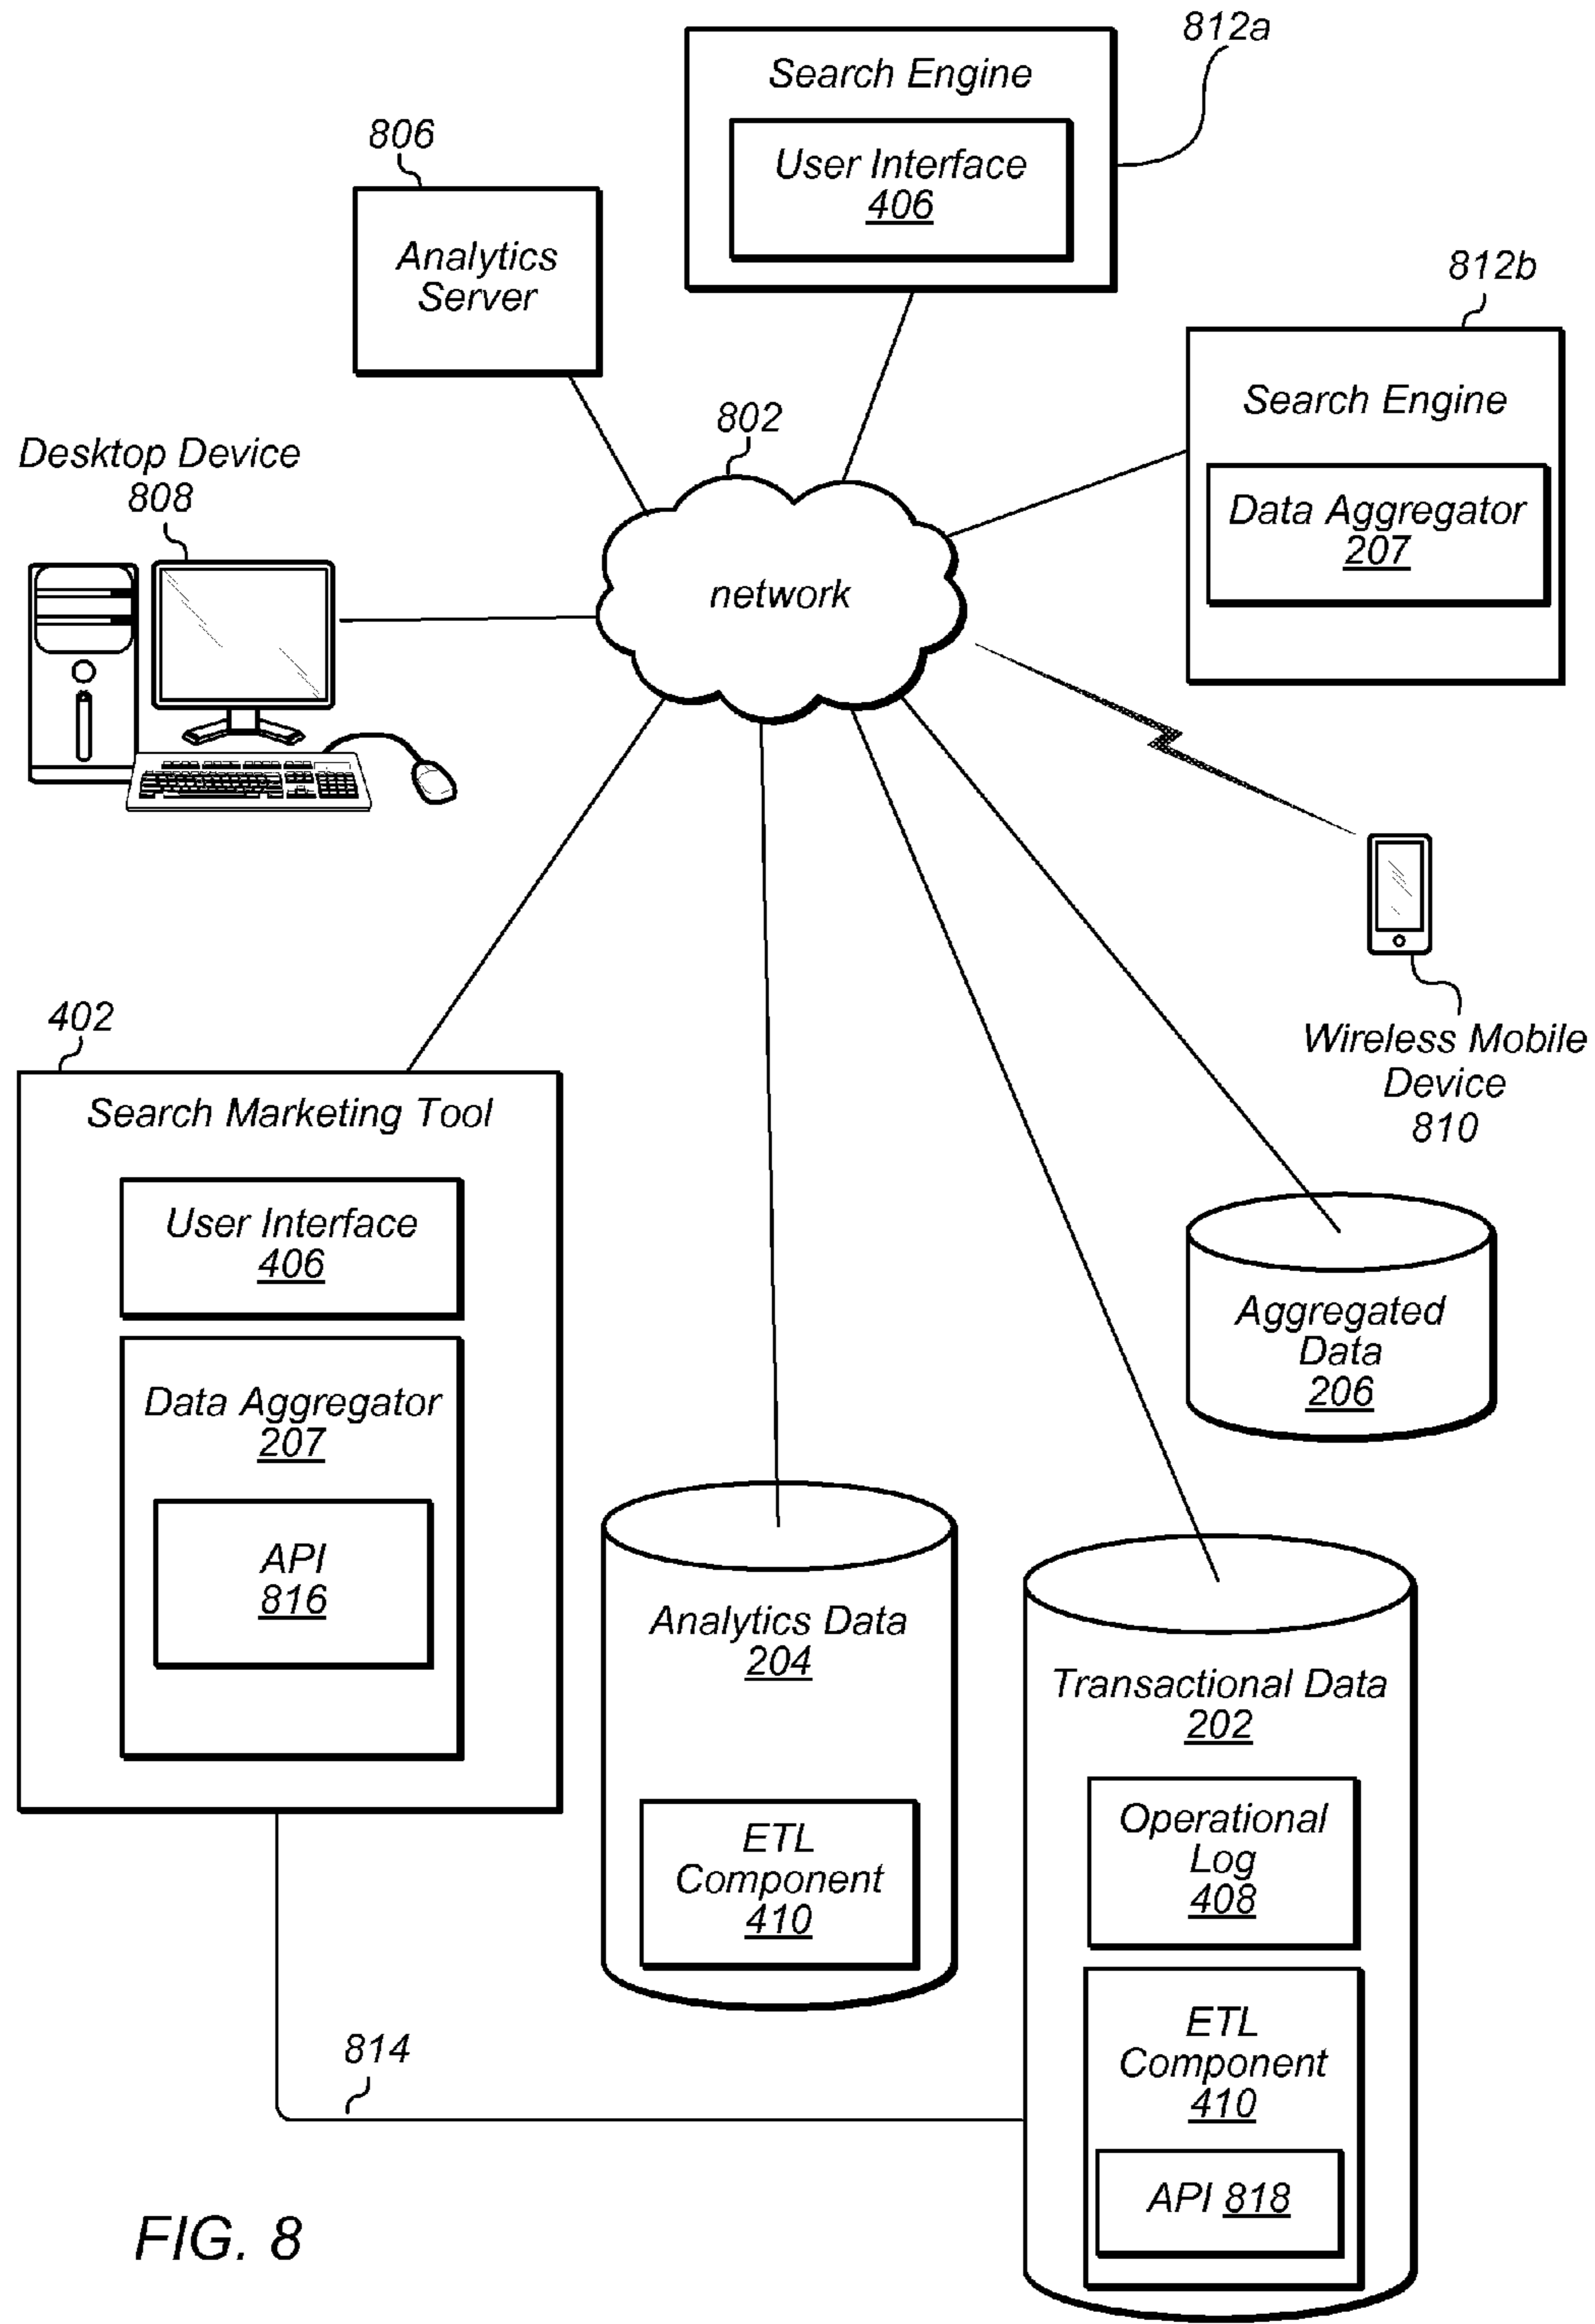 812a
Search Engine
User Interface
406
806
Analytics
Server
812b
Search Engine
Data Aggregator
207
802
network
Desktop Device
808
Wireless Mobile
Device
810
402
Search Marketing Tool
User Interface
406
Data Aggregator
207
API
816
Aggregated
Data
206
Analytics Data
204
ETL
Component
410
Transactional Data
202
Operational
Log
408
ETL
Component
410
API 818
814
FIG. 8